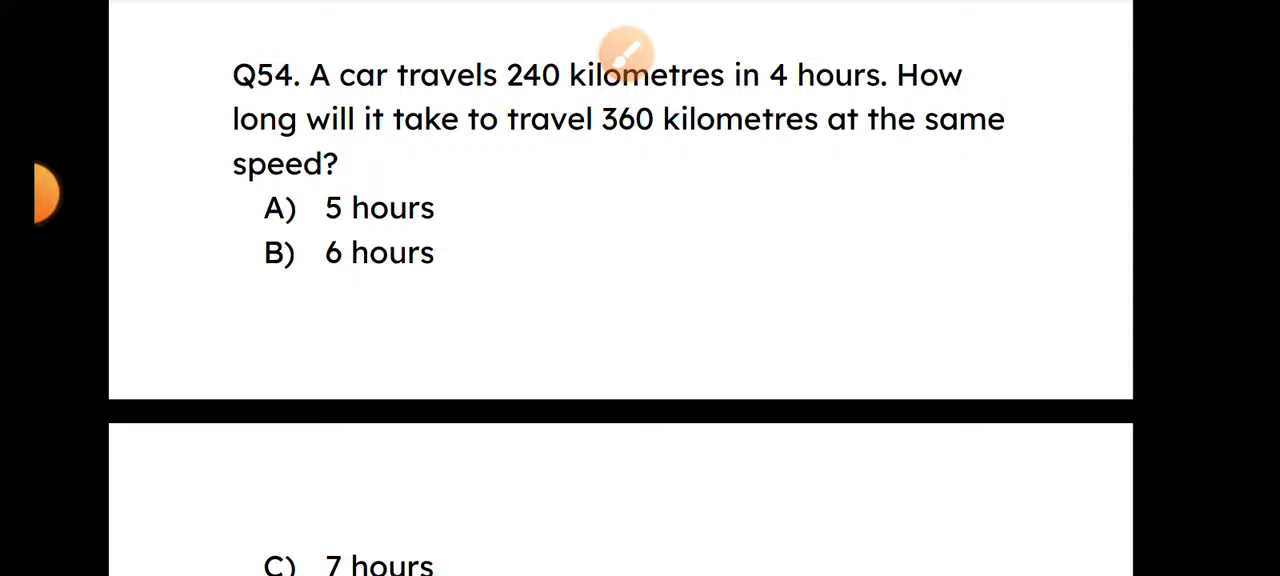 Q54. A car travels 240 kilometres in 4 hours. How
long will it take to travel 360 kilometres at the same
speed?
A) 5 hours
B) 6 hours
C) 7 hours